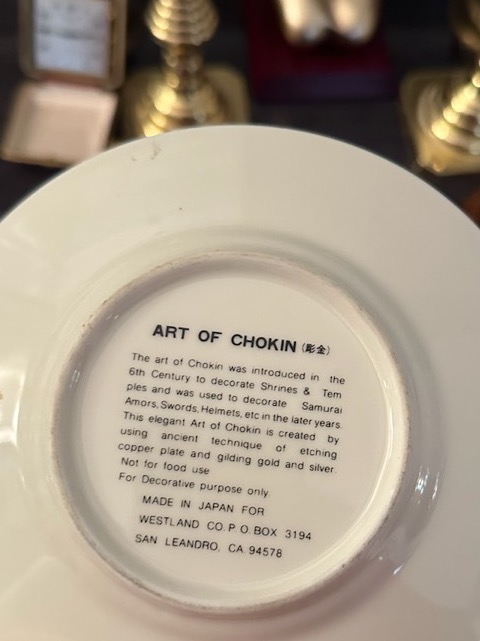 ART OF CHOKIN (彫金)
The art of Chokin was introduced in the
6th Century to decorate Shrines & Tem
ples and was used to decorate Samurai
Amors, Swords, Helmets, etc in the later years.
This elegant Art of Chokin is created by
using ancient technique of etching
copper plate and gilding gold and silver.
Not for food use
For Decorative purpose only
MADE IN JAPAN FOR
WESTLAND CO. P. O. BOX 3194
SAN LEANDRO, CA. 94578